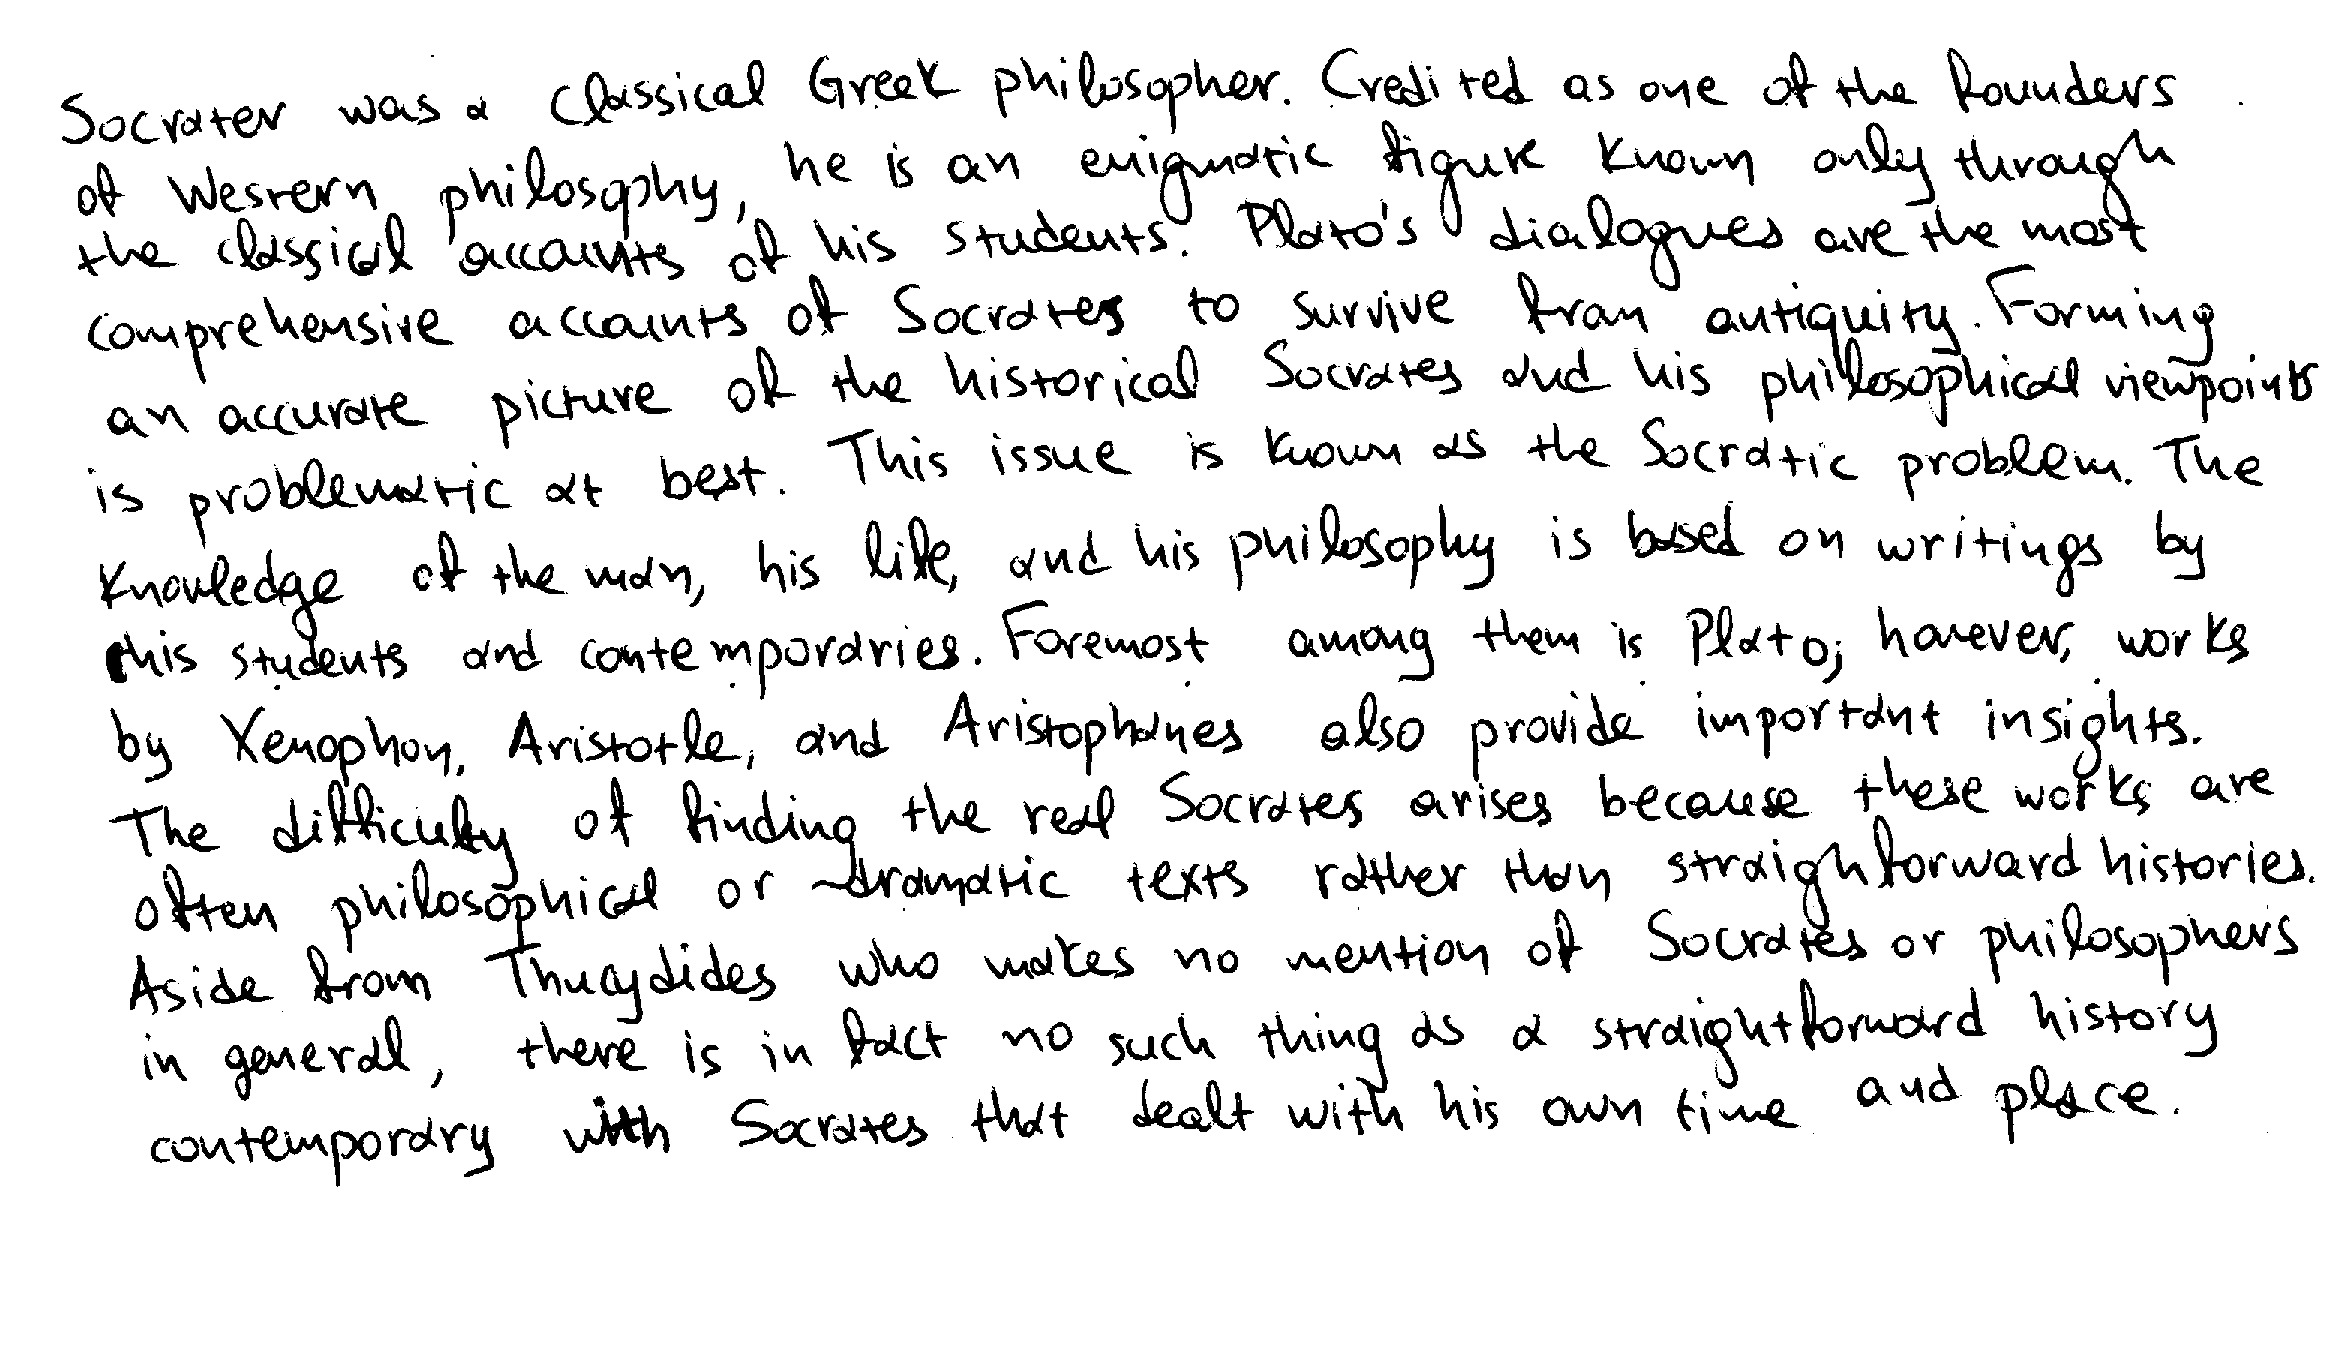 Socrates was a classical Greek philosopher. Credited as one of the founders
of Western philosophy, he is an enigmatic figure known only through
the classical accounts of his students. Plato's dialogues are the most
comprehensive accounts of Socrates to survive from antiquity. Forming
an accurate picture of the historical Socrates and his philosophical viewpoints
is problematic at best. This issue is known as the Socratic problem. The
knowledge of the man, his life, and his philosophy is based on writings by
his students and contemporaries. Foremost among them is Plato; however, works
by Xenophon, Aristotle, and Aristophanes also provide important insights.
The difficulty of finding the real Socrates arises because these works are
often philosophical or dramatic texts rather than straighforward histories.
Aside from Thucydides who makes no mention of Socrates or philosophers
in general, there is in fact no such thing as a straightforward history
contemporary with Socrates that dealt with his own time and place.